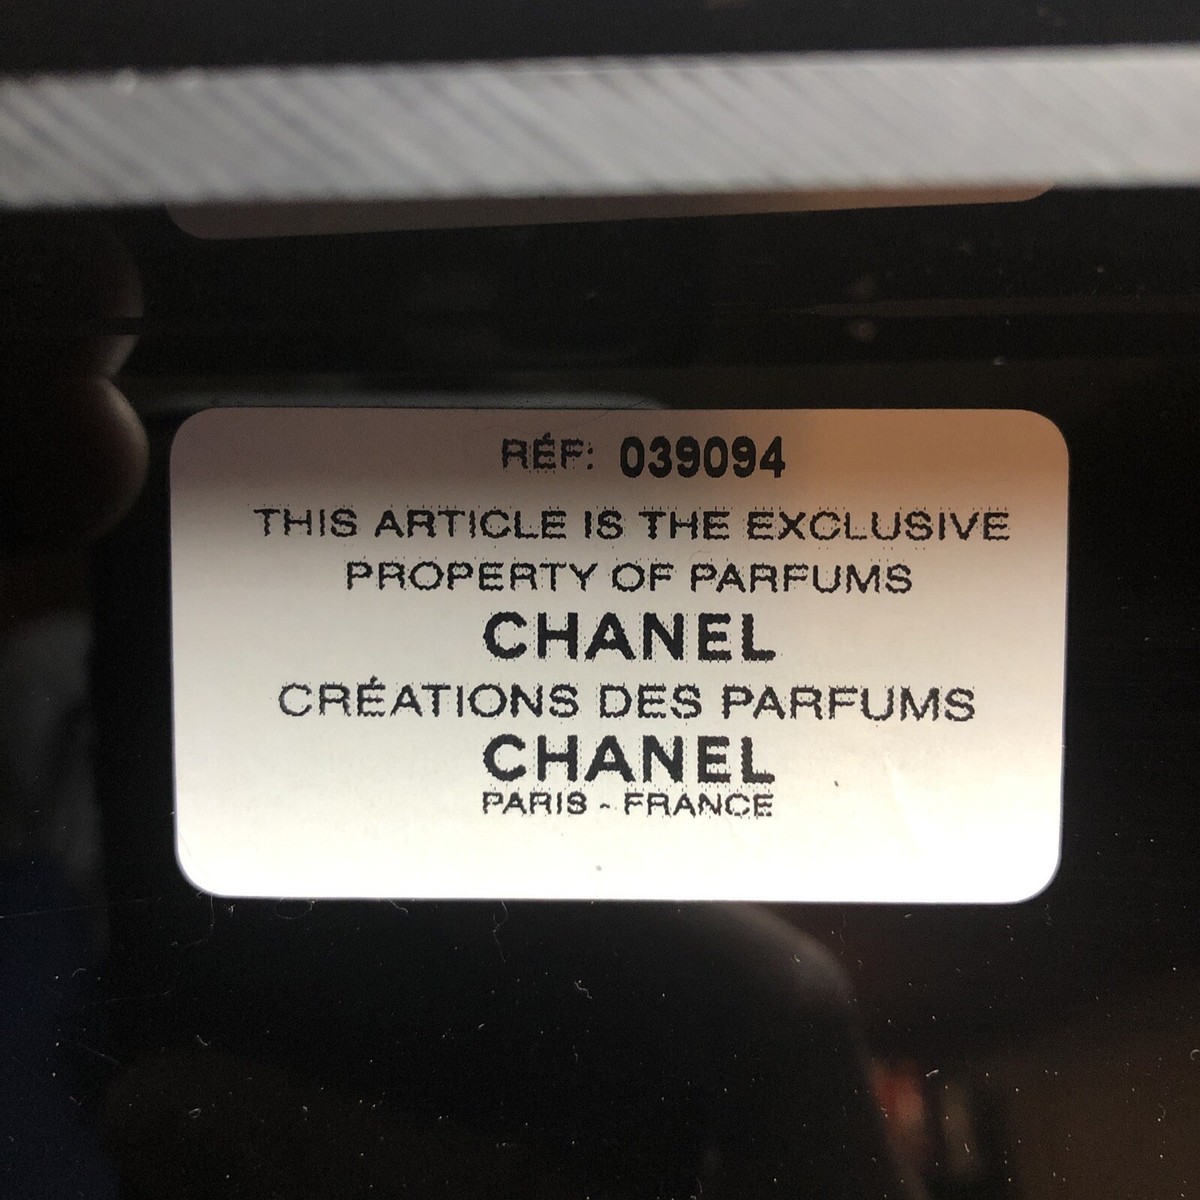 RÉF: 039094
THIS ARTICLE IS THE EXCLUSIVE
PROPERTY OF PARFUMS
CHANEL
CRÉATIONS DES PARFUMS
CHANEL
PARIS - FRANCE